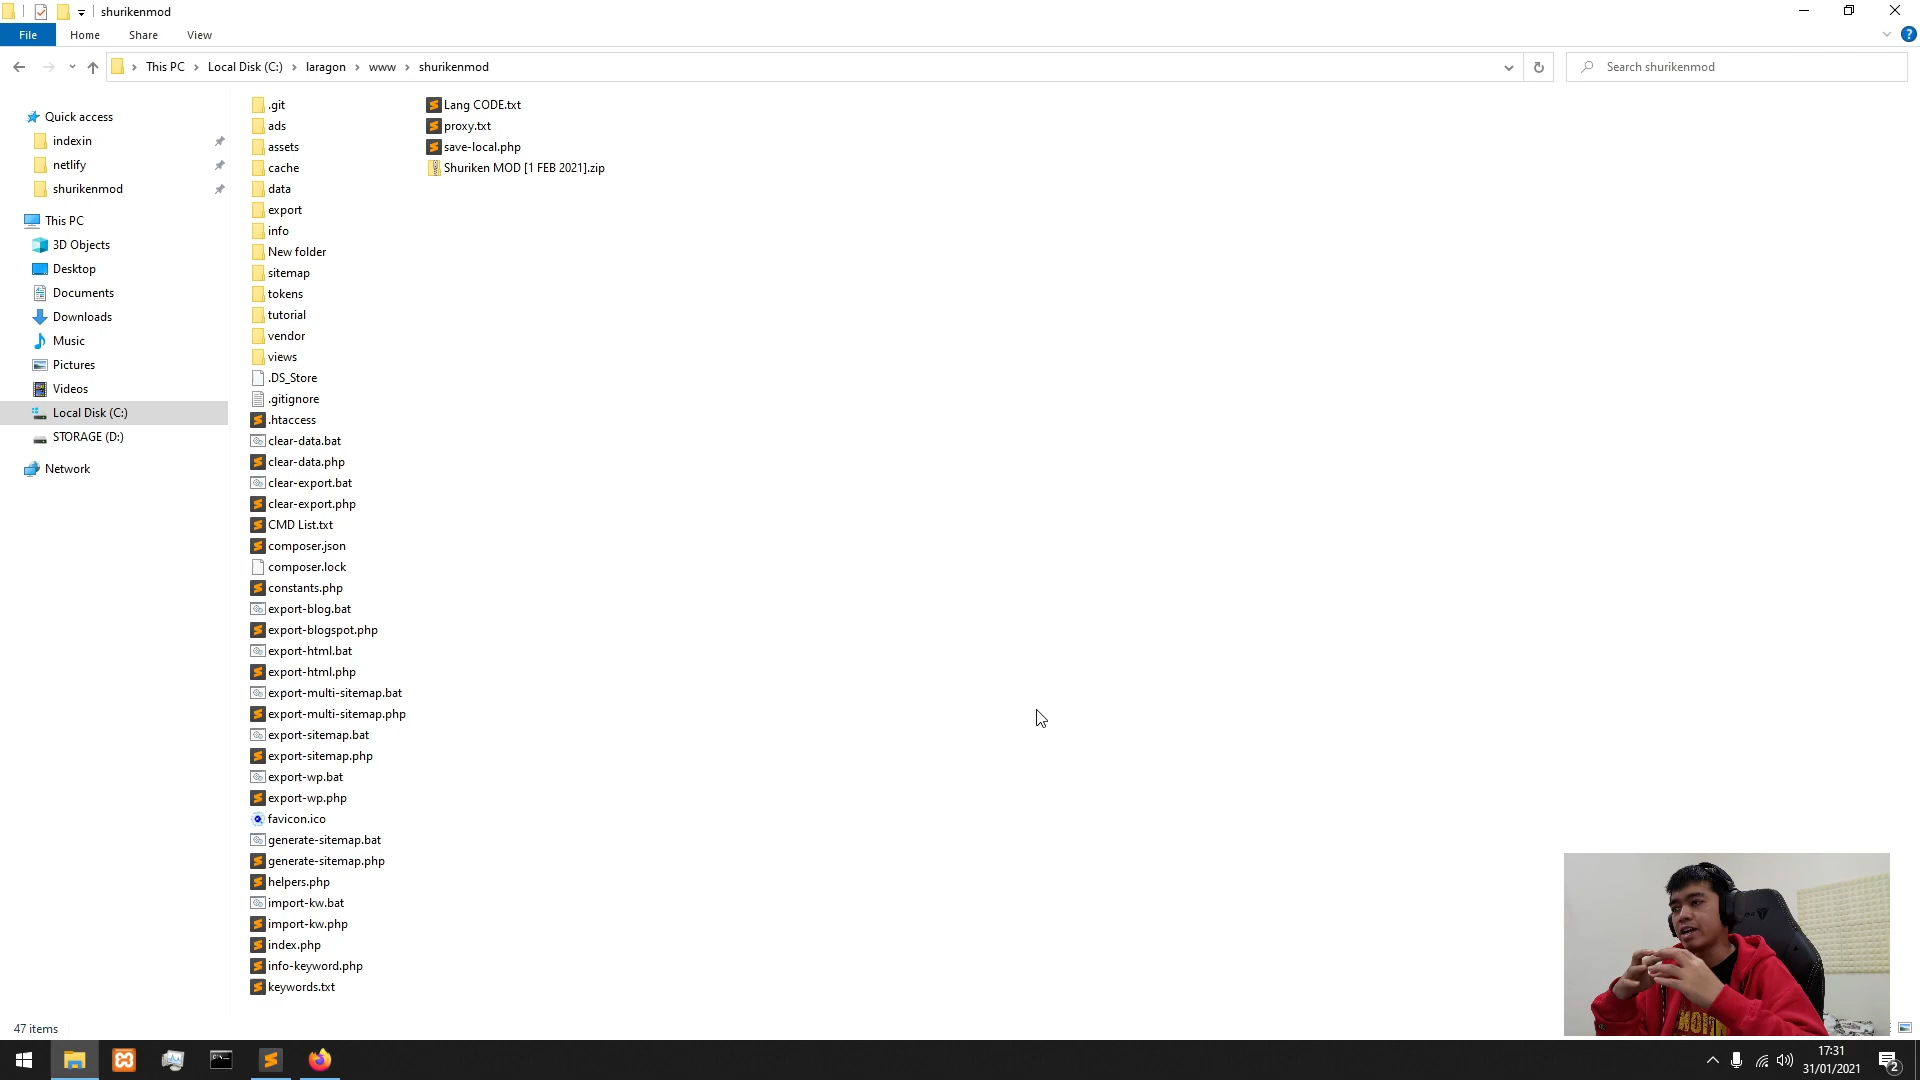 shurikenmod
File Home Share View
This PC Local Disk (C:) laragon www shurikenmod
Search shurikenmod
Quick access
indexin
netlify
shurikenmod
This PC
3D Objects
Desktop
Documents
Downloads
Music
Pictures
Videos
Local Disk (C:)
STORAGE (D:)
Network
.git
ads
assets
cache
data
export
info
New folder
sitemap
tokens
tutorial
vendor
views
.DS_Store
.gitignore
.htaccess
clear-data.bat
clear-data.php
clear-export.bat
clear-export.php
CMD List.txt
composer.json
composer.lock
constants.php
export-blog.bat
export-blogspot.php
export-html.bat
export-html.php
export-multi-sitemap.bat
export-multi-sitemap.php
export-sitemap.bat
export-sitemap.php
export-wp.bat
export-wp.php
favicon.ico
generate-sitemap.bat
generate-sitemap.php
helpers.php
import-kw.bat
import-kw.php
index.php
info-keyword.php
keywords.txt
Lang CODE.txt
proxy.txt
save-local.php
Shuriken MOD [1 FEB 2021].zip
47 items
17:31
31/01/2021
2